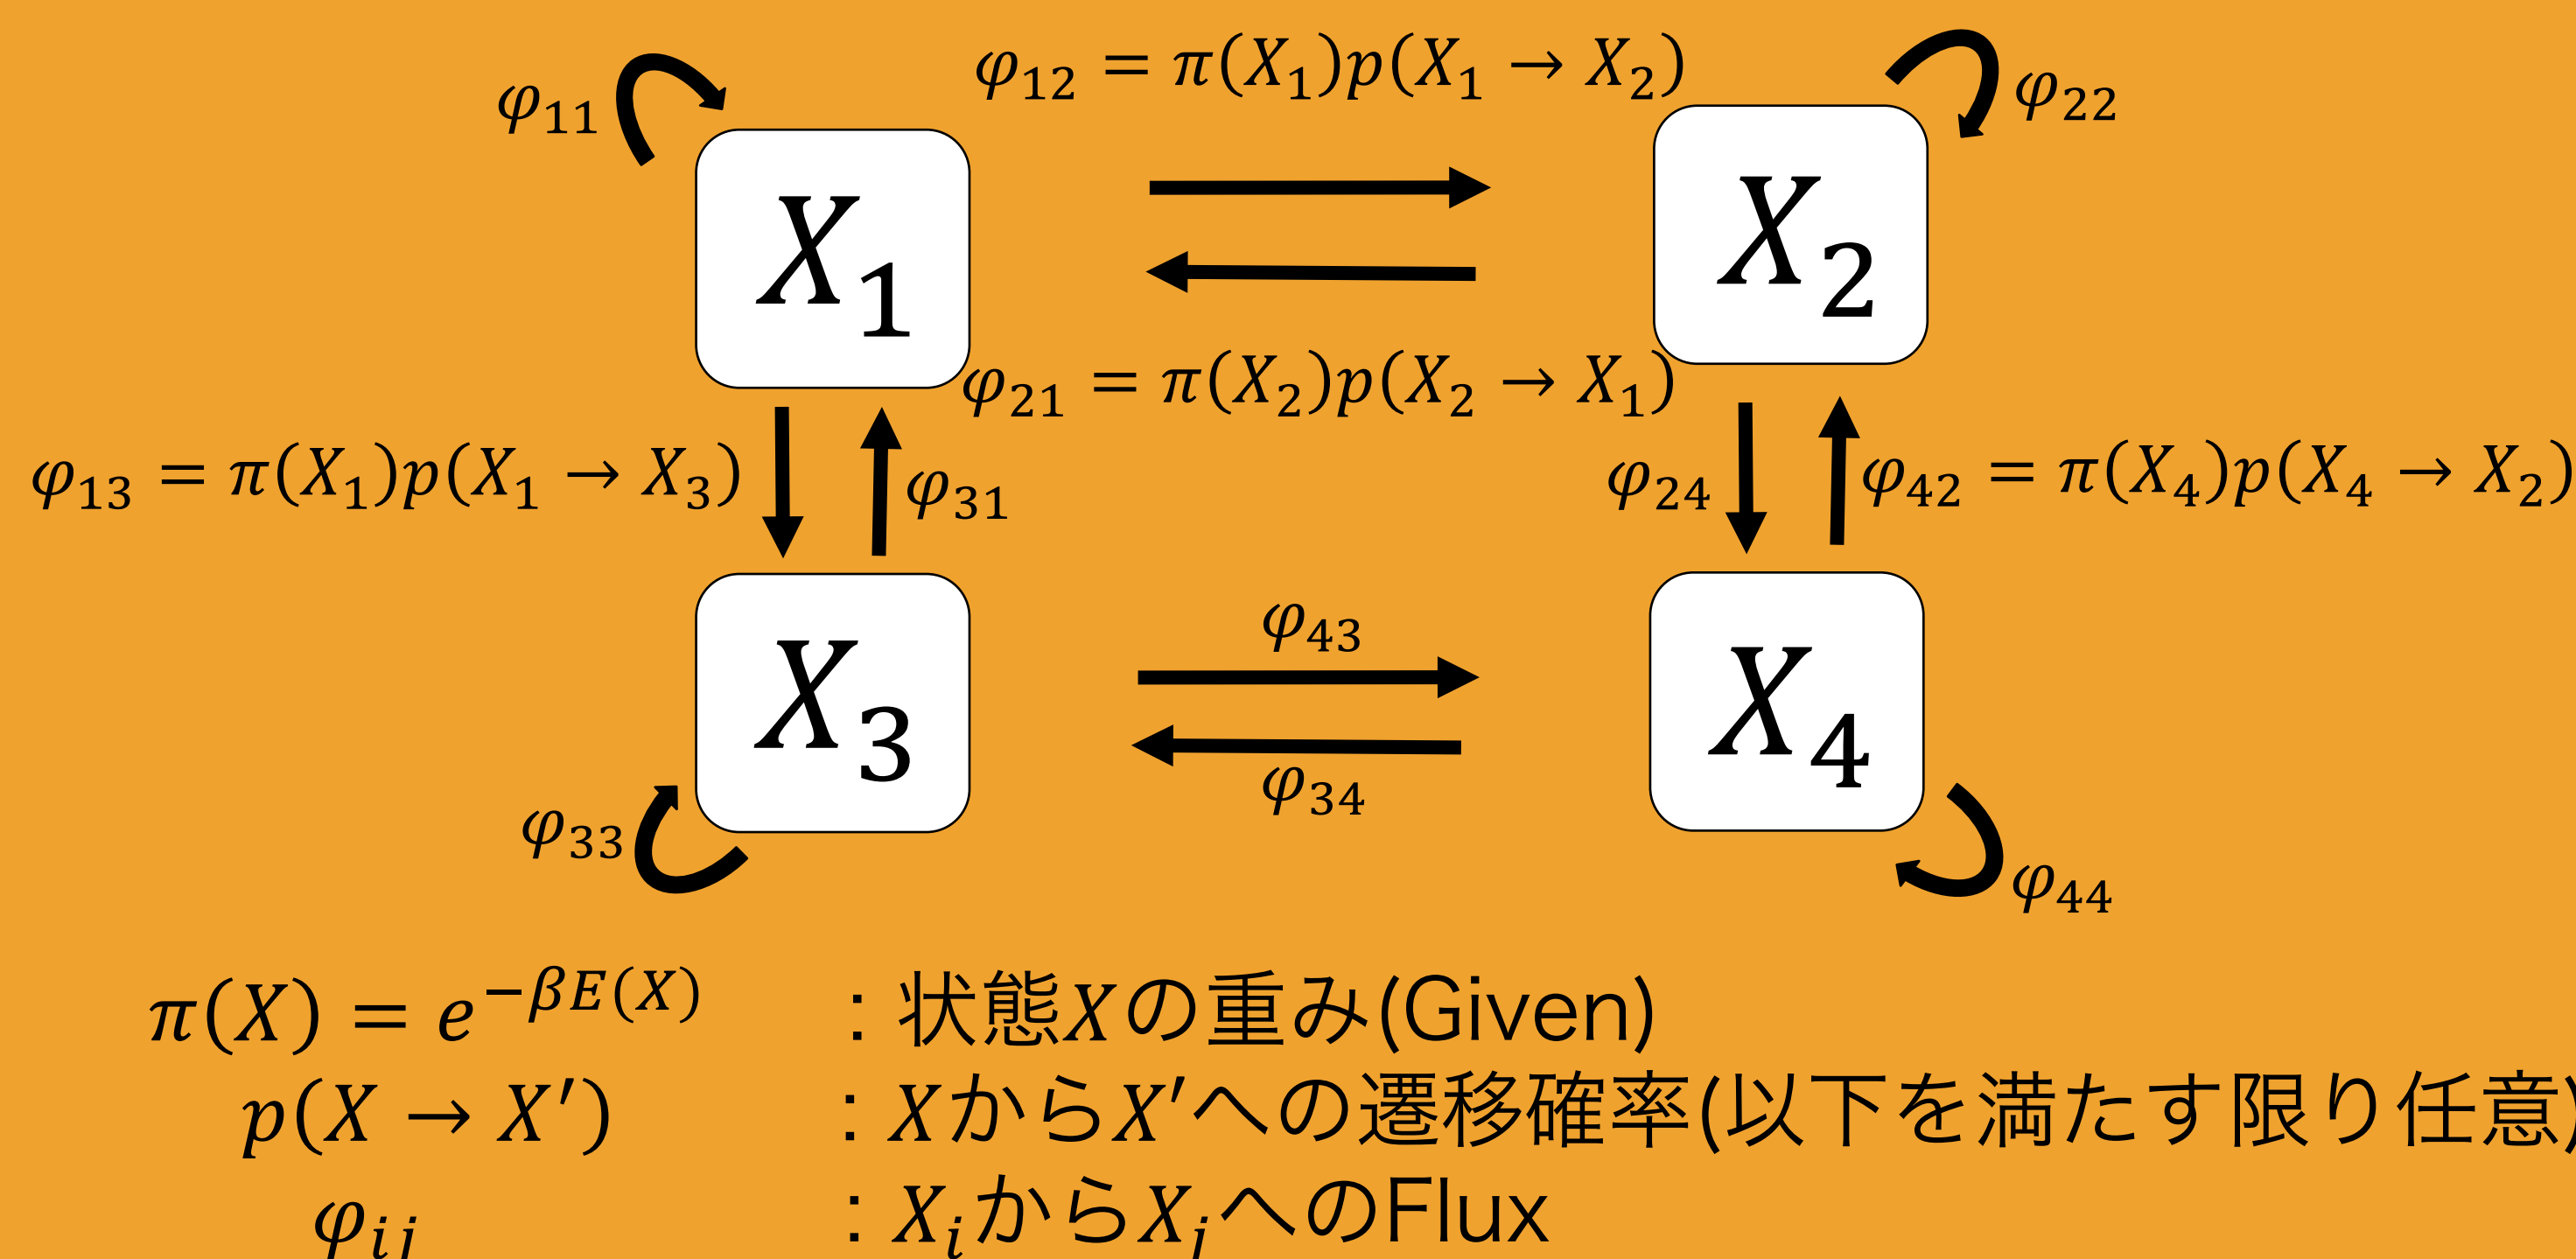 φ₁₂ = π(X₁)p(X₁ → X₂)
φ₁₁
φ₂₂
X₁
X₂
φ₂₁ = π(X₂)p(X₂ → X₁)
φ₁₃ = π(X₁)p(X₁ → X₃)
φ₃₁
φ₂₄
φ₄₂ = π(X₄)p(X₄ → X₂)
φ₄₃
X₃
X₄
φ₃₄
φ₃₃
φ₄₄
π(X) = e^{−βE(X)} : 状態Xの重み(Given)
p(X → X′) : XからX′への遷移確率(以下を満たす限り任意)
φᵢⱼ : XᵢからXⱼへのFlux